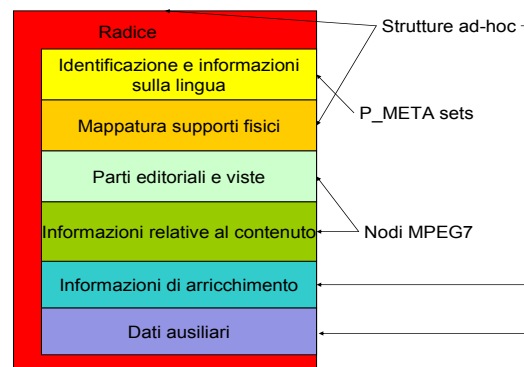 Radice
Strutture ad-hoc
Identificazione e informazioni
sulla lingua
P_META sets
Mappatura supporti fisici
Parti editoriali e viste
Informazioni relative al contenuto
Nodi MPEG7
Informazioni di arricchimento
Dati ausiliari